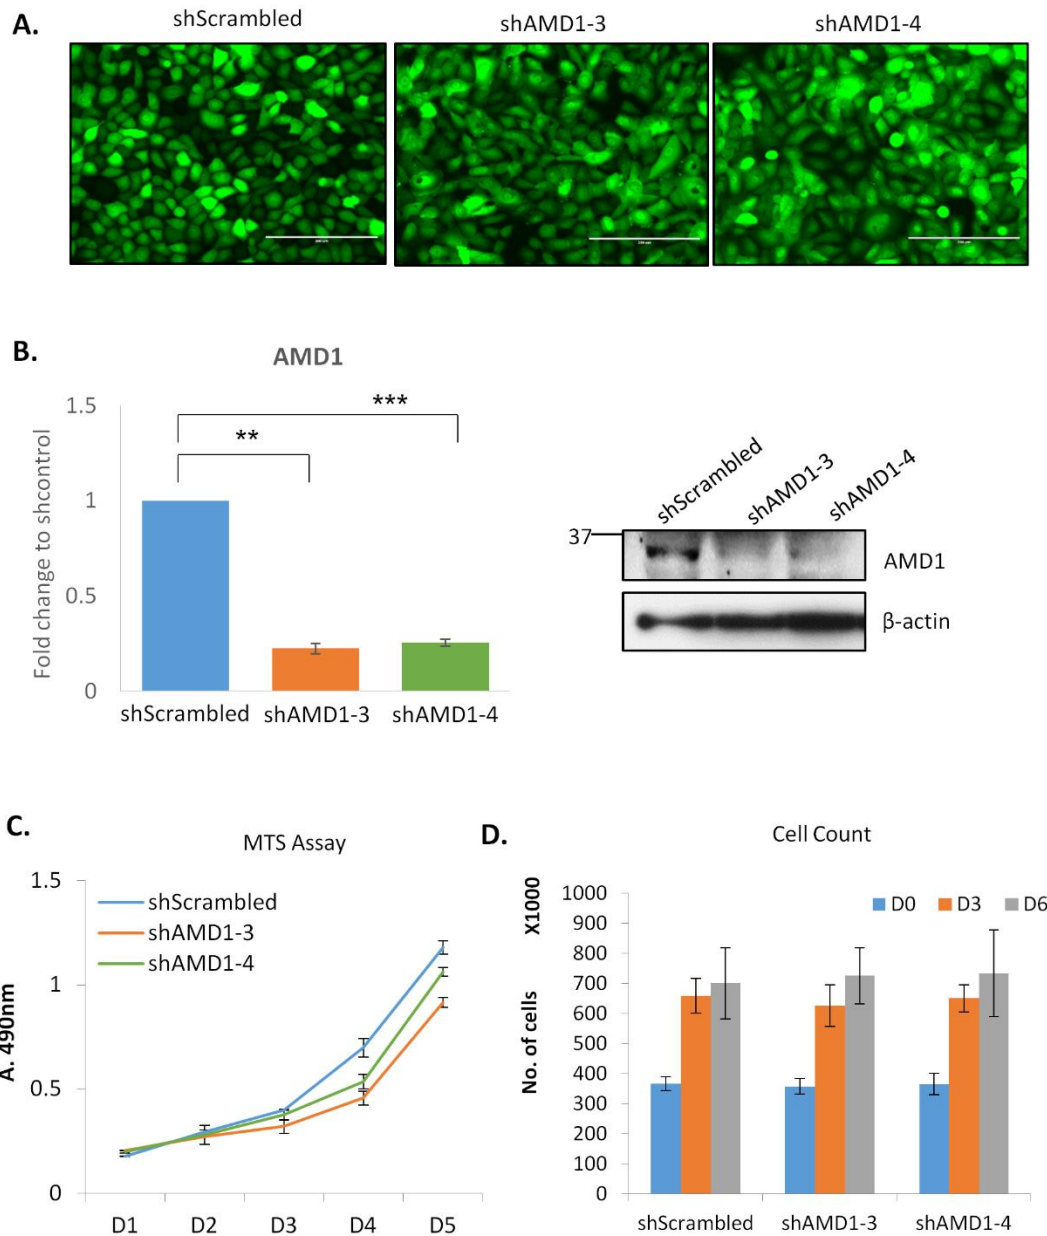 A.
shScrambled
shAMD1-3
shAMD1-4
B.
AMD1
Fold change to shcontrol
1.5
1
0.5
0
**
***
shScrambled
shAMD1-3
shAMD1-4
shScrambled
shAMD1-3
shAMD1-4
37
AMD1
β-actin
C.
MTS Assay
A. 490nm
1.5
1
0.5
0
shScrambled
shAMD1-3
shAMD1-4
D1 D2 D3 D4 D5
D.
Cell Count
No. of cells X1000
1000
900
800
700
600
500
400
300
200
100
0
D0 D3 D6
shScrambled shAMD1-3 shAMD1-4